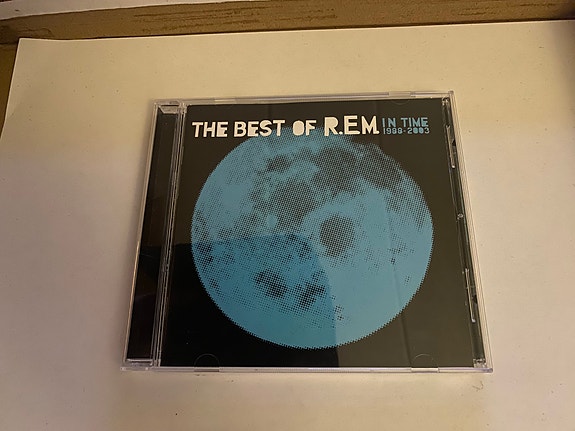 THE BEST OF R.E.M. IN TIME
1988-2003